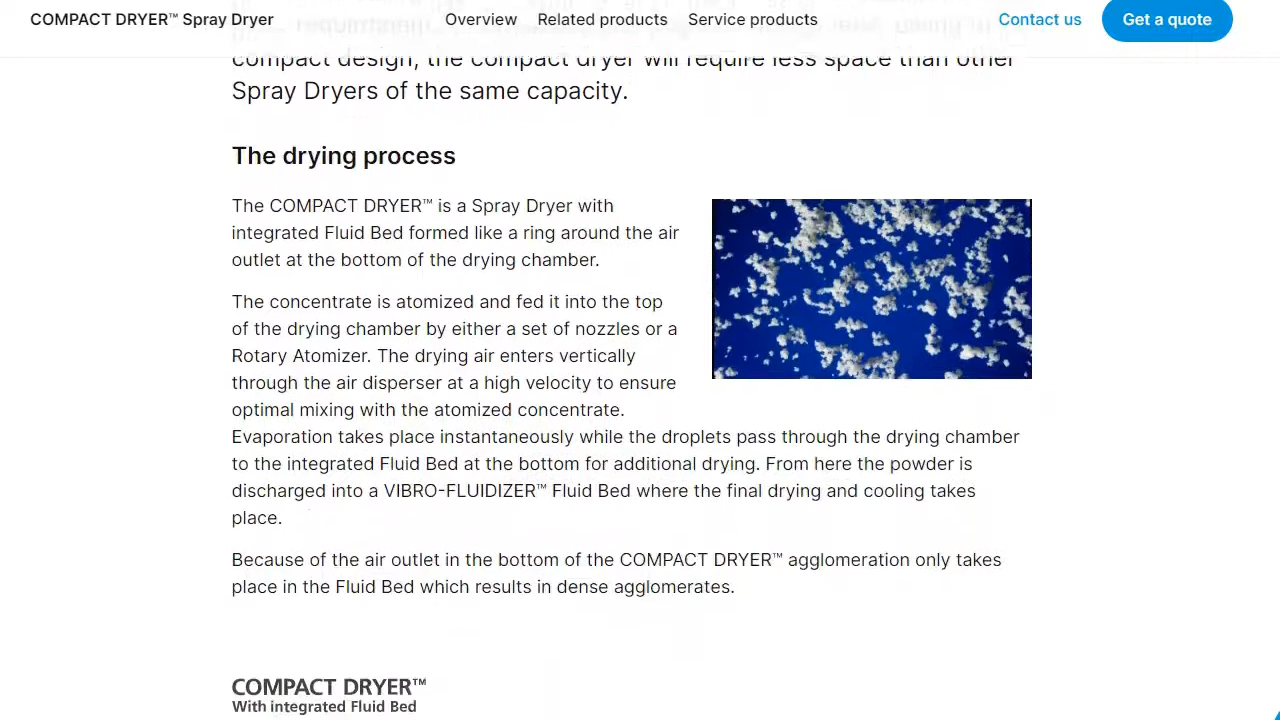 COMPACT DRYER™ Spray Dryer
Overview
Related products
Service products
Contact us
Get a quote
compact design, the compact dryer will require less space than other
Spray Dryers of the same capacity.
The drying process
The COMPACT DRYER™ is a Spray Dryer with
integrated Fluid Bed formed like a ring around the air
outlet at the bottom of the drying chamber.
The concentrate is atomized and fed it into the top
of the drying chamber by either a set of nozzles or a
Rotary Atomizer. The drying air enters vertically
through the air disperser at a high velocity to ensure
optimal mixing with the atomized concentrate.
Evaporation takes place instantaneously while the droplets pass through the drying chamber
to the integrated Fluid Bed at the bottom for additional drying. From here the powder is
discharged into a VIBRO-FLUIDIZER™ Fluid Bed where the final drying and cooling takes
place.
Because of the air outlet in the bottom of the COMPACT DRYER™ agglomeration only takes
place in the Fluid Bed which results in dense agglomerates.
COMPACT DRYER™
With integrated Fluid Bed